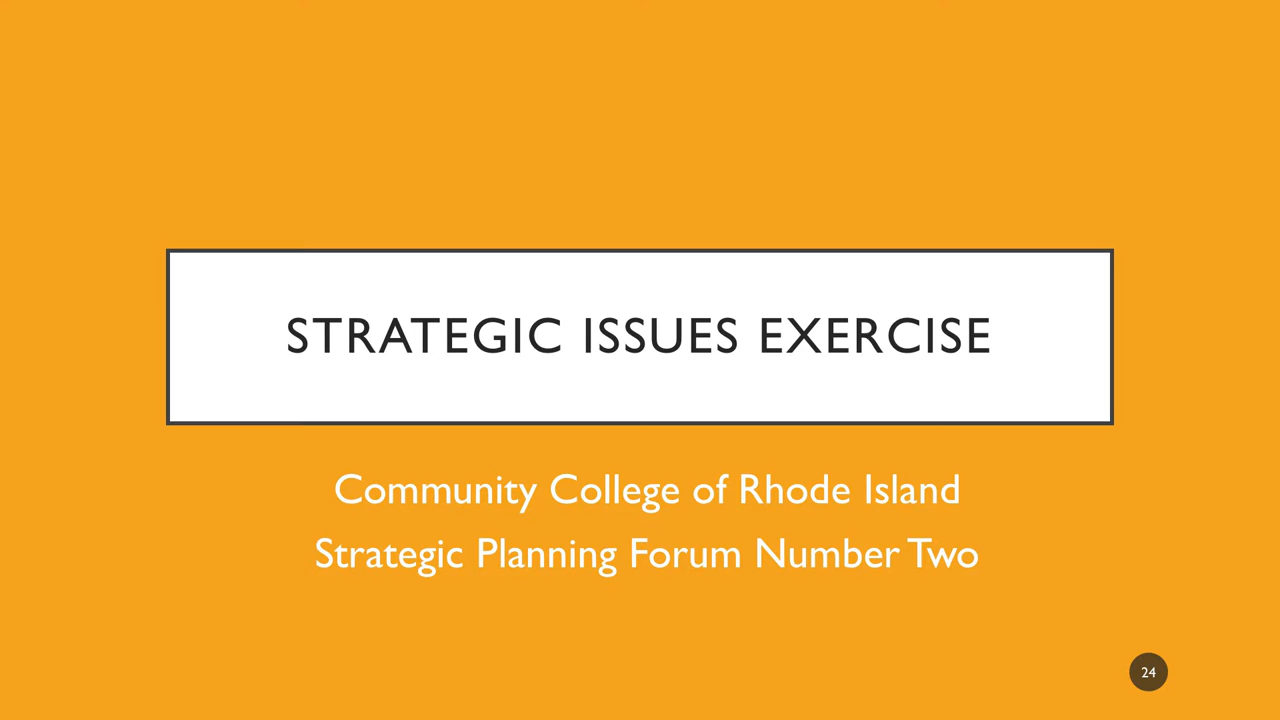 STRATEGIC ISSUES EXERCISE
Community College of Rhode Island
Strategic Planning Forum Number Two
24